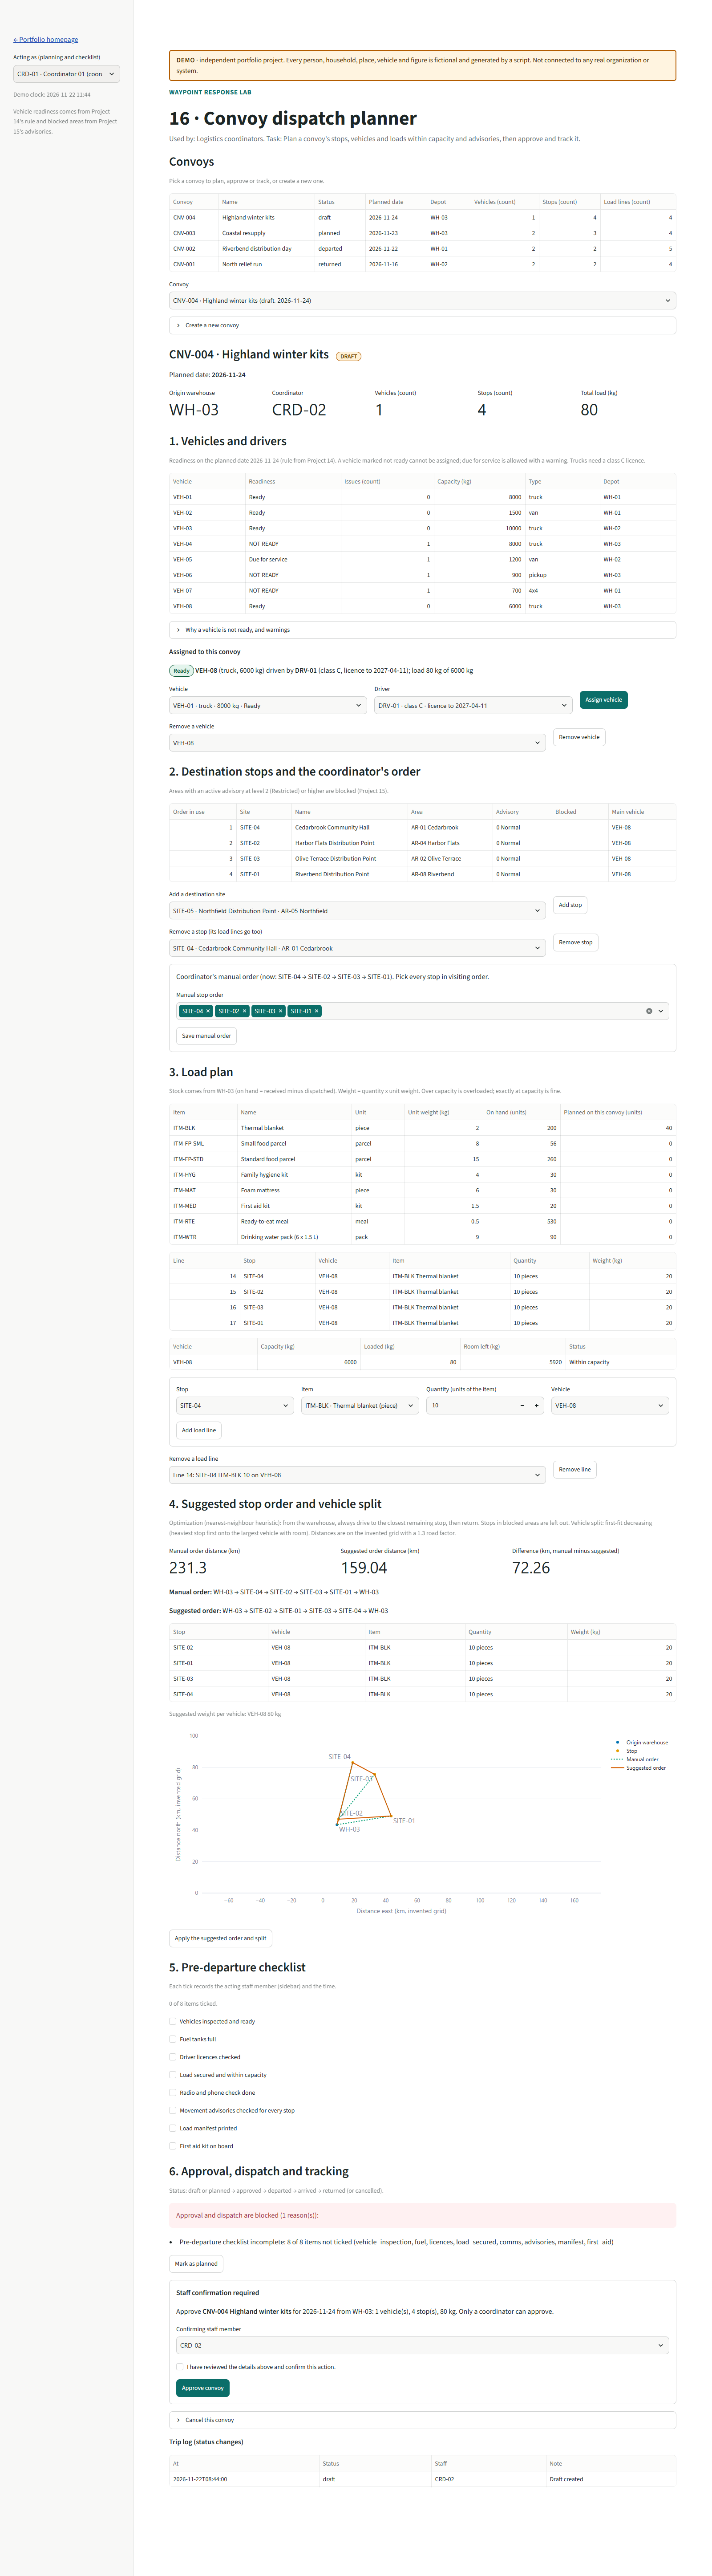 ← Portfolio homepage
Acting as (planning and checklist)
CRD-01 · Coordinator 01 (coon
Demo clock: 2026-11-22 11:44
Vehicle readiness comes from Project
14's rule and blocked areas from Project
15's advisories.
DEMO · independent portfolio project. Every person, household, place, vehicle and figure is fictional and generated by a script. Not connected to any real organization or
system.
WAYPOINT RESPONSE LAB
16 · Convoy dispatch planner
Used by: Logistics coordinators. Task: Plan a convoy's stops, vehicles and loads within capacity and advisories, then approve and track it.
Convoys
Pick a convoy to plan, approve or track, or create a new one.
Convoy Name Status Planned date Depot Vehicles (count) Stops (count) Load lines (count)
CNV-004 Highland winter kits draft 2026-11-24 WH-03 1 4 4
CNV-003 Coastal resupply planned 2026-11-23 WH-03 2 3 4
CNV-002 Riverbend distribution day departed 2026-11-22 WH-01 2 2 5
CNV-001 North relief run returned 2026-11-16 WH-02 2 2 4
Convoy
CNV-004 · Highland winter kits (draft, 2026-11-24)
Create a new convoy
CNV-004 · Highland winter kits DRAFT
Planned date: 2026-11-24
Origin warehouse Coordinator Vehicles (count) Stops (count) Total load (kg)
WH-03 CRD-02 1 4 80
1. Vehicles and drivers
Readiness on the planned date 2026-11-24 (rule from Project 14). A vehicle marked not ready cannot be assigned; due for service is allowed with a warning. Trucks need a class C licence.
Vehicle Readiness Issues (count) Capacity (kg) Type Depot
VEH-01 Ready 0 8000 truck WH-01
VEH-02 Ready 0 1500 van WH-01
VEH-03 Ready 0 10000 truck WH-02
VEH-04 NOT READY 1 8000 truck WH-03
VEH-05 Due for service 1 1200 van WH-02
VEH-06 NOT READY 1 900 pickup WH-03
VEH-07 NOT READY 1 700 4x4 WH-01
VEH-08 Ready 0 6000 truck WH-03
Why a vehicle is not ready, and warnings
Assigned to this convoy
Ready VEH-08 (truck, 6000 kg) driven by DRV-01 (class C, licence to 2027-04-11); load 80 kg of 6000 kg
Vehicle Driver
VEH-01 · truck · 8000 kg · Ready DRV-01 · class C · licence to 2027-04-11 Assign vehicle
Remove a vehicle
VEH-08 Remove vehicle
2. Destination stops and the coordinator's order
Areas with an active advisory at level 2 (Restricted) or higher are blocked (Project 15).
Order in use Site Name Area Advisory Blocked Main vehicle
1 SITE-04 Cedarbrook Community Hall AR-01 Cedarbrook 0 Normal VEH-08
2 SITE-02 Harbor Flats Distribution Point AR-04 Harbor Flats 0 Normal VEH-08
3 SITE-03 Olive Terrace Distribution Point AR-02 Olive Terrace 0 Normal VEH-08
4 SITE-01 Riverbend Distribution Point AR-08 Riverbend 0 Normal VEH-08
Add a destination site
SITE-05 · Northfield Distribution Point · AR-05 Northfield Add stop
Remove a stop (its load lines go too)
SITE-04 · Cedarbrook Community Hall · AR-01 Cedarbrook Remove stop
Coordinator's manual order (now: SITE-04 → SITE-02 → SITE-03 → SITE-01). Pick every stop in visiting order.
Manual stop order
SITE-04 × SITE-02 × SITE-03 × SITE-01 ×
Save manual order
3. Load plan
Stock comes from WH-03 (on hand = received minus dispatched). Weight = quantity x unit weight. Over capacity is overloaded; exactly at capacity is fine.
Item Name Unit Unit weight (kg) On hand (units) Planned on this convoy (units)
ITM-BLK Thermal blanket piece 2 200 40
ITM-FP-SML Small food parcel parcel 8 56 0
ITM-FP-STD Standard food parcel parcel 15 260 0
ITM-HYG Family hygiene kit kit 4 30 0
ITM-MAT Foam mattress piece 6 30 0
ITM-MED First aid kit kit 1.5 20 0
ITM-RTE Ready-to-eat meal meal 0.5 530 0
ITM-WTR Drinking water pack (6 x 1.5 L) pack 9 90 0
Line Stop Vehicle Item Quantity Weight (kg)
14 SITE-04 VEH-08 ITM-BLK Thermal blanket 10 pieces 20
15 SITE-02 VEH-08 ITM-BLK Thermal blanket 10 pieces 20
16 SITE-03 VEH-08 ITM-BLK Thermal blanket 10 pieces 20
17 SITE-01 VEH-08 ITM-BLK Thermal blanket 10 pieces 20
Vehicle Capacity (kg) Loaded (kg) Room left (kg) Status
VEH-08 6000 80 5920 Within capacity
Stop Item Quantity (units of the item) Vehicle
SITE-04 ITM-BLK · Thermal blanket (piece) 10 VEH-08
Add load line
Remove a load line
Line 14: SITE-04 ITM-BLK 10 on VEH-08 Remove line
4. Suggested stop order and vehicle split
Optimization (nearest-neighbour heuristic): from the warehouse, always drive to the closest remaining stop, then return. Stops in blocked areas are left out. Vehicle split: first-fit decreasing
(heaviest stop first onto the largest vehicle with room). Distances are on the invented grid with a 1.3 road factor.
Manual order distance (km) Suggested order distance (km) Difference (km, manual minus suggested)
231.3 159.04 72.26
Manual order: WH-03 → SITE-04 → SITE-02 → SITE-03 → SITE-01 → WH-03
Suggested order: WH-03 → SITE-02 → SITE-01 → SITE-03 → SITE-04 → WH-03
Stop Vehicle Item Quantity Weight (kg)
SITE-02 VEH-08 ITM-BLK 10 pieces 20
SITE-01 VEH-08 ITM-BLK 10 pieces 20
SITE-03 VEH-08 ITM-BLK 10 pieces 20
SITE-04 VEH-08 ITM-BLK 10 pieces 20
Suggested weight per vehicle: VEH-08 80 kg
100
80
60
40
20
0
Distance north (km, invented grid)
SITE-04
SITE-03
SITE-02
SITE-01
WH-03
Origin warehouse
Stop
Manual order
Suggested order
−60 −40 −20 0 20 40 60 80 100 120 140 160
Distance east (km, invented grid)
Apply the suggested order and split
5. Pre-departure checklist
Each tick records the acting staff member (sidebar) and the time.
0 of 8 items ticked.
Vehicles inspected and ready
Fuel tanks full
Driver licences checked
Load secured and within capacity
Radio and phone check done
Movement advisories checked for every stop
Load manifest printed
First aid kit on board
6. Approval, dispatch and tracking
Status: draft or planned → approved → departed → arrived → returned (or cancelled).
Approval and dispatch are blocked (1 reason(s)):
• Pre-departure checklist incomplete: 8 of 8 items not ticked (vehicle_inspection, fuel, licences, load_secured, comms, advisories, manifest, first_aid)
Mark as planned
Staff confirmation required
Approve CNV-004 Highland winter kits for 2026-11-24 from WH-03: 1 vehicle(s), 4 stop(s), 80 kg. Only a coordinator can approve.
Confirming staff member
CRD-02
I have reviewed the details above and confirm this action.
Approve convoy
Cancel this convoy
Trip log (status changes)
At Status Staff Note
2026-11-22T08:44:00 draft CRD-02 Draft created